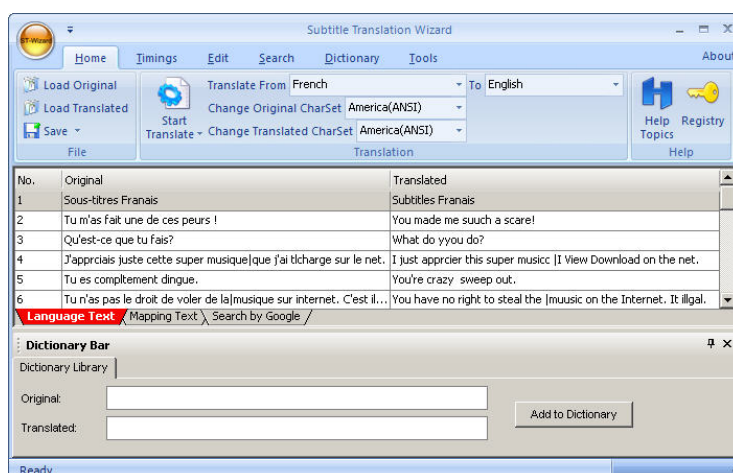 Subtitle Translation Wizard
ST-Wizard
Home Timings Edit Search Dictionary Tools About
Load Original
Load Translated
Save
File
Start Translate
Translate From French To English
Change Original CharSet America(ANSI)
Change Translated CharSet America(ANSI)
Translation
Help Topics Registry
Help
No. Original Translated
1 Sous-titres Franais Subtitles Franais
2 Tu m'as fait une de ces peurs ! You made me suuch a scare!
3 Qu'est-ce que tu fais? What do yyou do?
4 J'apprciais juste cette super musique|que j'ai tlcharge sur le net. I just apprcier this super musicc |I View Download on the net.
5 Tu es compltement dingue. You're crazy sweep out.
6 Tu n'as pas le droit de voler de la|musique sur internet. C'est il... You have no right to steal the |muusic on the Internet. It illgal.
Language Text Mapping Text Search by Google
Dictionary Bar
Dictionary Library
Original:
Translated:
Add to Dictionary
Ready